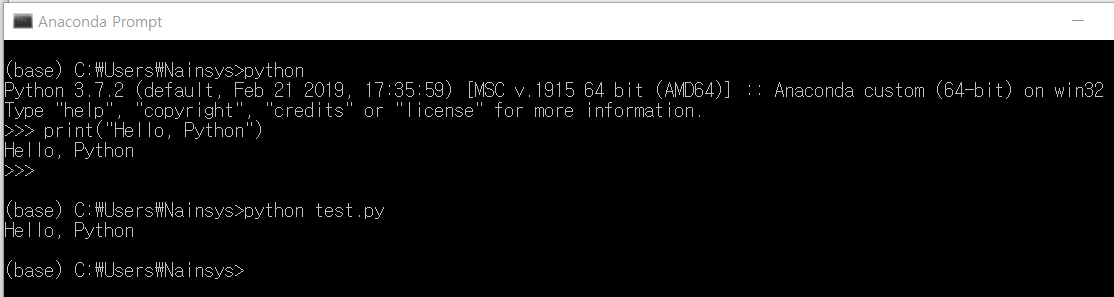 Anaconda Prompt
(base) C:₩Users₩Nainsys>python
Python 3.7.2 (default, Feb 21 2019, 17:35:59) [MSC v.1915 64 bit (AMD64)] :: Anaconda custom (64-bit) on win32
Type "help", "copyright", "credits" or "license" for more information.
>>> print("Hello, Python")
Hello, Python
>>>
(base) C:₩Users₩Nainsys>python test.py
Hello, Python
(base) C:₩Users₩Nainsys>